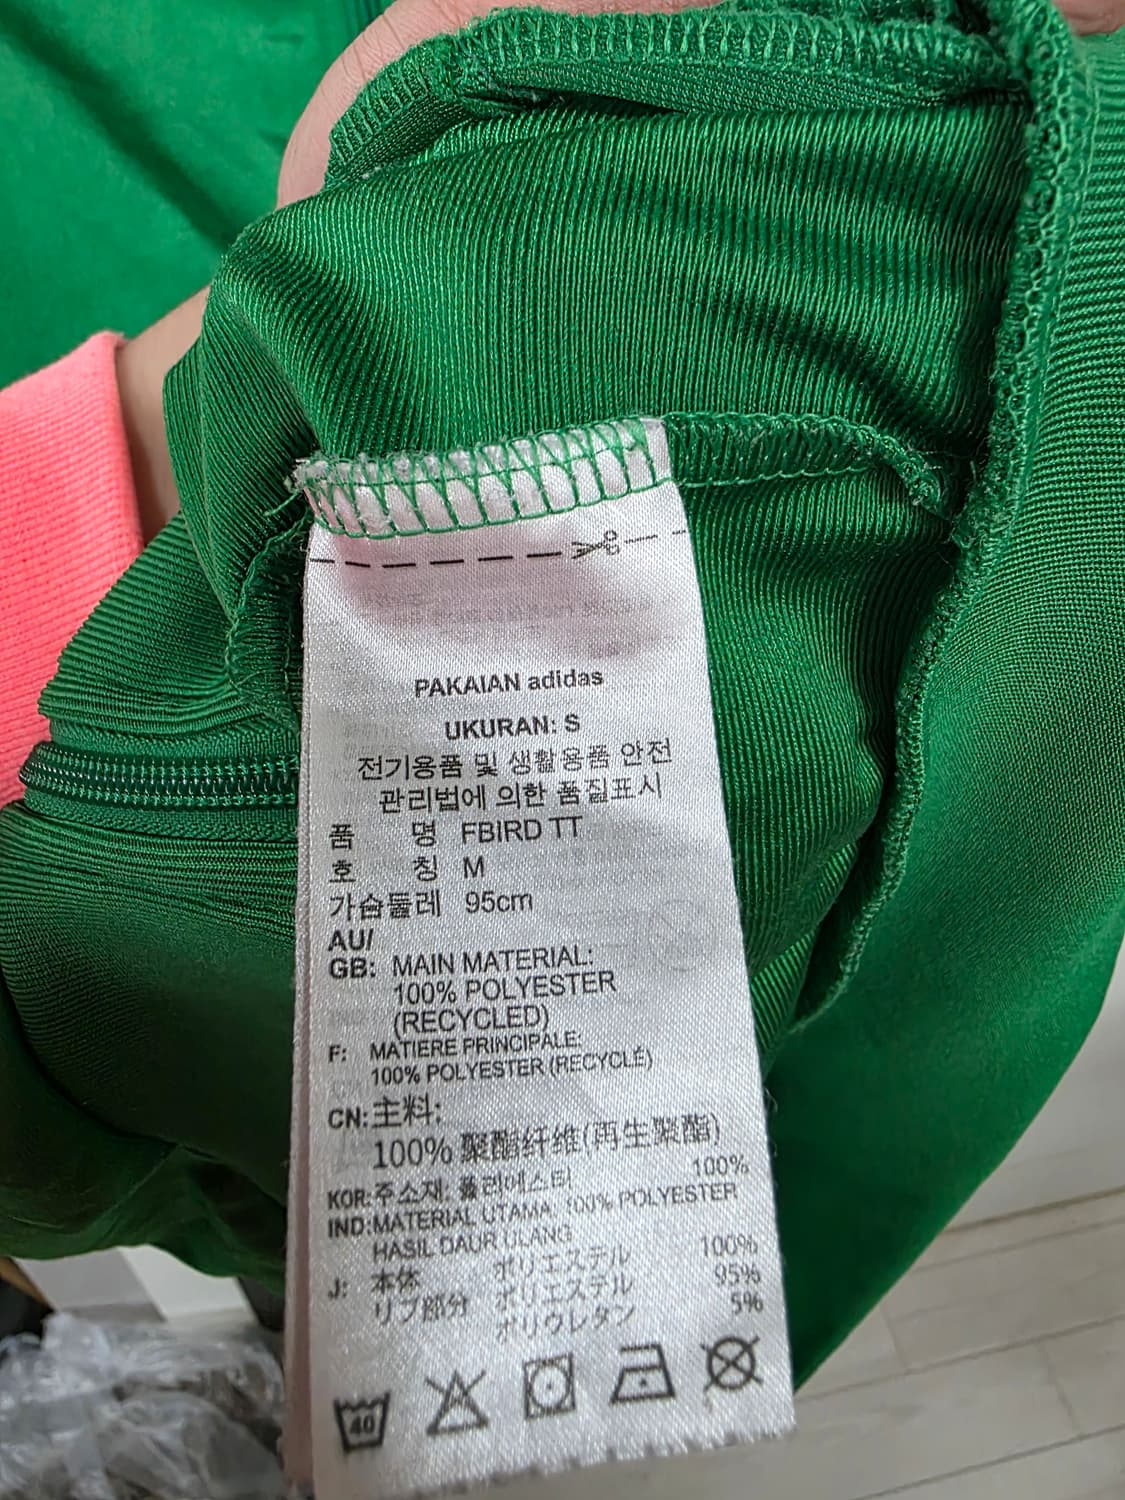 PAKAIAN adidas
UKURAN: S
전기용품 및 생활용품 안전
관리법에 의한 품질표시
품 명 FBIRD TT
호 칭 M
가슴둘레 95cm
AU/
GB: MAIN MATERIAL:
100% POLYESTER
(RECYCLED)
F: MATIERE PRINCIPALE:
100% POLYESTER (RECYCLÉ)
CN: 主料:
100% 聚酯纤维(再生聚酯)
KOR: 주소재: 폴리에스터 100%
IND: MATERIAL UTAMA: 100% POLYESTER
HASIL DAUR ULANG
J: 本体 ポリエステル 100%
リブ部分 ポリエステル 95%
ポリウレタン 5%
40